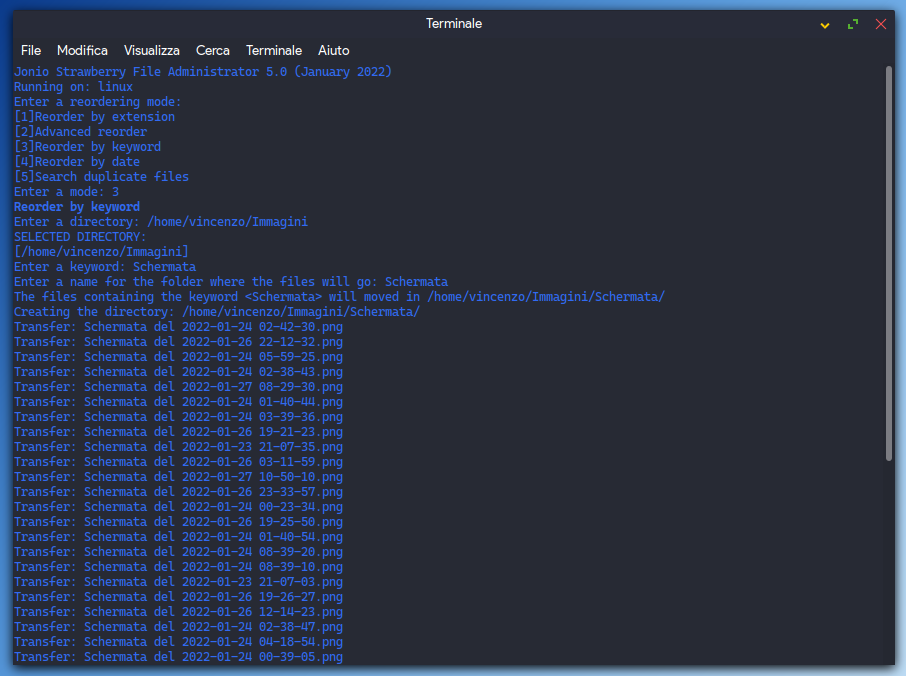 Terminale
File Modifica Visualizza Cerca Terminale Aiuto
Jonio Strawberry File Administrator 5.0 (January 2022)
Running on: linux
Enter a reordering mode:
[1]Reorder by extension
[2]Advanced reorder
[3]Reorder by keyword
[4]Reorder by date
[5]Search duplicate files
Enter a mode: 3
Reorder by keyword
Enter a directory: /home/vincenzo/Immagini
SELECTED DIRECTORY:
[/home/vincenzo/Immagini]
Enter a keyword: Schermata
Enter a name for the folder where the files will go: Schermata
The files containing the keyword <Schermata> will moved in /home/vincenzo/Immagini/Schermata/
Creating the directory: /home/vincenzo/Immagini/Schermata/
Transfer: Schermata del 2022-01-24 02-42-30.png
Transfer: Schermata del 2022-01-26 22-12-32.png
Transfer: Schermata del 2022-01-24 05-59-25.png
Transfer: Schermata del 2022-01-24 02-38-43.png
Transfer: Schermata del 2022-01-27 08-29-30.png
Transfer: Schermata del 2022-01-24 01-40-44.png
Transfer: Schermata del 2022-01-24 03-39-36.png
Transfer: Schermata del 2022-01-26 19-21-23.png
Transfer: Schermata del 2022-01-23 21-07-35.png
Transfer: Schermata del 2022-01-26 03-11-59.png
Transfer: Schermata del 2022-01-27 10-50-10.png
Transfer: Schermata del 2022-01-26 23-33-57.png
Transfer: Schermata del 2022-01-24 00-23-34.png
Transfer: Schermata del 2022-01-26 19-25-50.png
Transfer: Schermata del 2022-01-24 01-40-54.png
Transfer: Schermata del 2022-01-24 08-39-20.png
Transfer: Schermata del 2022-01-24 08-39-10.png
Transfer: Schermata del 2022-01-23 21-07-03.png
Transfer: Schermata del 2022-01-26 19-26-27.png
Transfer: Schermata del 2022-01-26 12-14-23.png
Transfer: Schermata del 2022-01-24 02-38-47.png
Transfer: Schermata del 2022-01-24 04-18-54.png
Transfer: Schermata del 2022-01-24 00-39-05.png